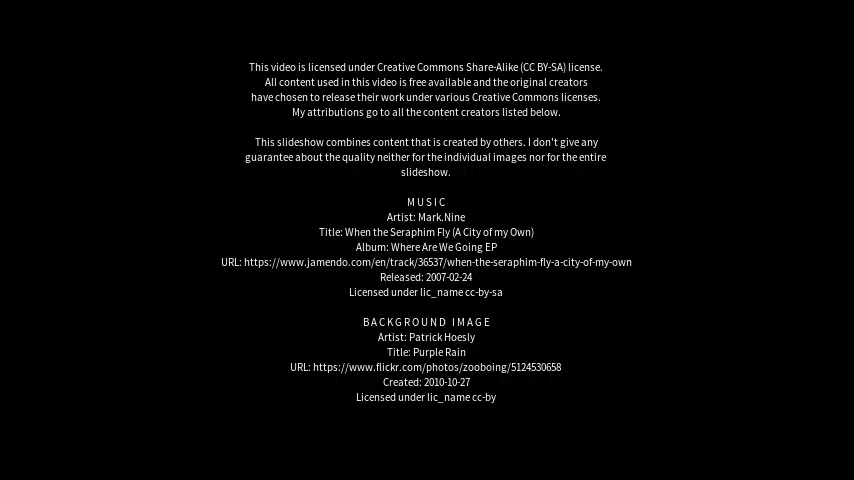 This video is licensed under Creative Commons Share-Alike (CC BY-SA) license.
All content used in this video is free available and the original creators
have chosen to release their work under various Creative Commons licenses.
My attributions go to all the content creators listed below.
This slideshow combines content that is created by others. I don't give any
guarantee about the quality neither for the individual images nor for the entire
slideshow.
M U S I C
Artist: Mark.Nine
Title: When the Seraphim Fly (A City of my Own)
Album: Where Are We Going EP
URL: https://www.jamendo.com/en/track/36537/when-the-seraphim-fly-a-city-of-my-own
Released: 2007-02-24
Licensed under lic_name cc-by-sa
B A C K G R O U N D  I M A G E
Artist: Patrick Hoesly
Title: Purple Rain
URL: https://www.flickr.com/photos/zooboing/5124530658
Created: 2010-10-27
Licensed under lic_name cc-by